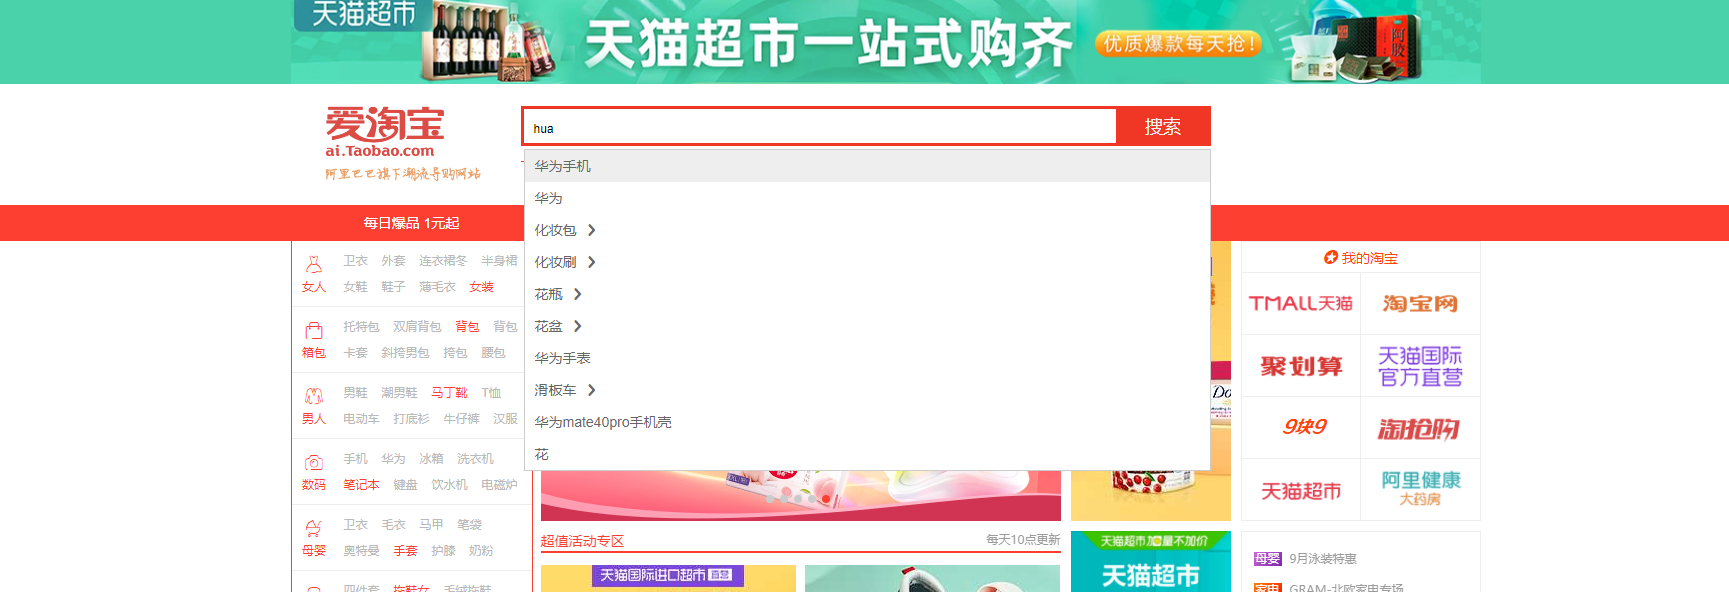 天猫超市
天猫超市一站式购齐
优质爆款每天抢!
阿胶
爱淘宝
ai.Taobao.com
阿里巴巴旗下潮流导购网站
hua
搜索
华为手机
华为
化妆包
化妆刷
花瓶
花盆
华为手表
滑板车
华为mate40pro手机壳
花
每日爆品 1元起
卫衣 外套 连衣裙冬 半身裙
女人 女鞋 鞋子 薄毛衣 女装
托特包 双肩背包 背包 背包
箱包 卡套 斜挎男包 挎包 腰包
男鞋 潮男鞋 马丁靴 T恤
男人 电动车 打底衫 牛仔裤 汉服
手机 华为 冰箱 洗衣机
数码 笔记本 键盘 饮水机 电磁炉
卫衣 毛衣 马甲 笔袋
母婴 奥特曼 手套 护膝 奶粉
四件套 拖鞋女 毛绒拖鞋
我的淘宝
TMALL天猫 淘宝网
聚划算 天猫国际官方直营
9块9 淘抢购
天猫超市 阿里健康大药房
超值活动专区 每天10点更新
天猫国际进口超市 直营
天猫超市加量不加价
天猫超市
母婴 9月泳装特惠
家电 GRAM-北欧家电专场